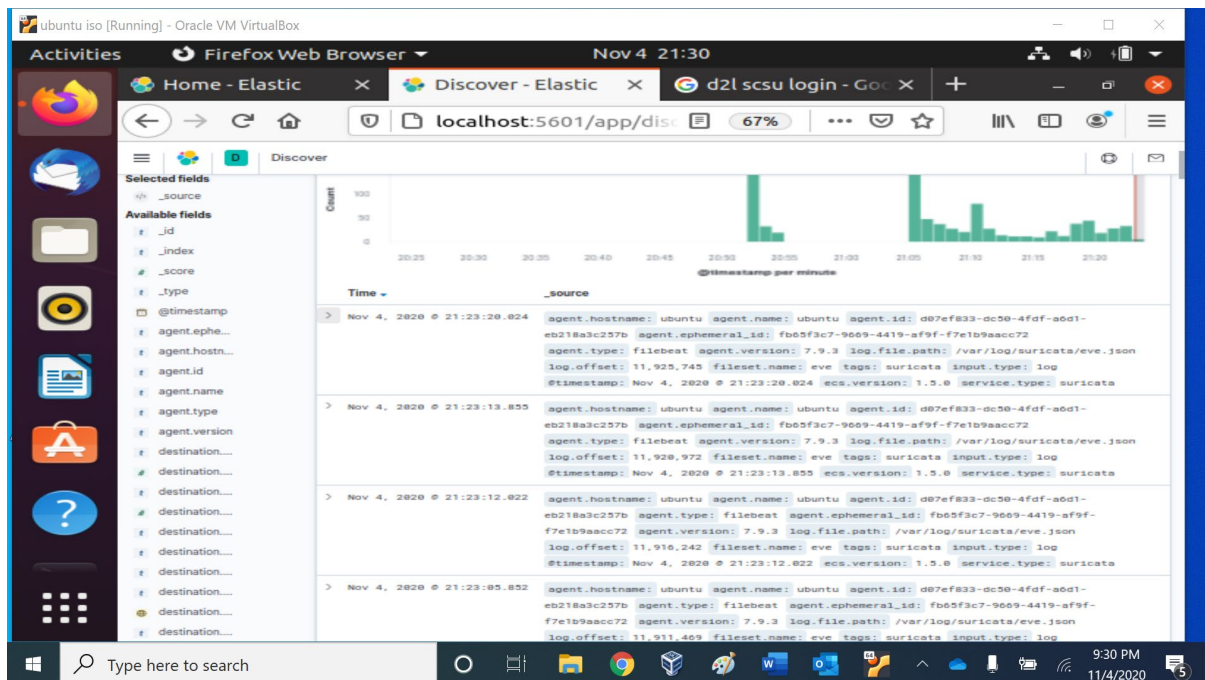 ubuntu iso [Running] - Oracle VM VirtualBox
Activities Firefox Web Browser Nov 4 21:30
Home - Elastic Discover - Elastic d2l scsu login - Goo
localhost:5601/app/disc 67%
D Discover
Selected fields
</> _source
Available fields
t _id
t _index
# _score
t _type
@timestamp
t agent.ephe...
t agent.hostn...
t agent.id
t agent.name
t agent.type
t agent.version
t destination....
# destination....
t destination....
# destination....
t destination....
t destination....
t destination....
t destination....
destination....
t destination....
Count
100
50
0
20:25 20:30 20:35 20:40 20:45 20:50 20:55 21:00 21:05 21:10 21:15 21:20
@timestamp per minute
Time _source
> Nov 4, 2020 @ 21:23:20.024 agent.hostname: ubuntu agent.name: ubuntu agent.id: d07ef833-dc50-4fdf-a6d1-
eb218a3c257b agent.ephemeral_id: fb65f3c7-9669-4419-af9f-f7e1b9aacc72
agent.type: filebeat agent.version: 7.9.3 log.file.path: /var/log/suricata/eve.json
log.offset: 11,925,745 fileset.name: eve tags: suricata input.type: log
@timestamp: Nov 4, 2020 @ 21:23:20.024 ecs.version: 1.5.0 service.type: suricata
> Nov 4, 2020 @ 21:23:13.855 agent.hostname: ubuntu agent.name: ubuntu agent.id: d07ef833-dc50-4fdf-a6d1-
eb218a3c257b agent.ephemeral_id: fb65f3c7-9669-4419-af9f-f7e1b9aacc72
agent.type: filebeat agent.version: 7.9.3 log.file.path: /var/log/suricata/eve.json
log.offset: 11,920,972 fileset.name: eve tags: suricata input.type: log
@timestamp: Nov 4, 2020 @ 21:23:13.855 ecs.version: 1.5.0 service.type: suricata
> Nov 4, 2020 @ 21:23:12.022 agent.hostname: ubuntu agent.name: ubuntu agent.id: d07ef833-dc50-4fdf-a6d1-
eb218a3c257b agent.type: filebeat agent.ephemeral_id: fb65f3c7-9669-4419-af9f-
f7e1b9aacc72 agent.version: 7.9.3 log.file.path: /var/log/suricata/eve.json
log.offset: 11,916,242 fileset.name: eve tags: suricata input.type: log
@timestamp: Nov 4, 2020 @ 21:23:12.022 ecs.version: 1.5.0 service.type: suricata
> Nov 4, 2020 @ 21:23:05.852 agent.hostname: ubuntu agent.name: ubuntu agent.id: d07ef833-dc50-4fdf-a6d1-
eb218a3c257b agent.type: filebeat agent.ephemeral_id: fb65f3c7-9669-4419-af9f-
f7e1b9aacc72 agent.version: 7.9.3 log.file.path: /var/log/suricata/eve.json
log.offset: 11,911,469 fileset.name: eve tags: suricata input.type: log
Type here to search
9:30 PM
11/4/2020
5